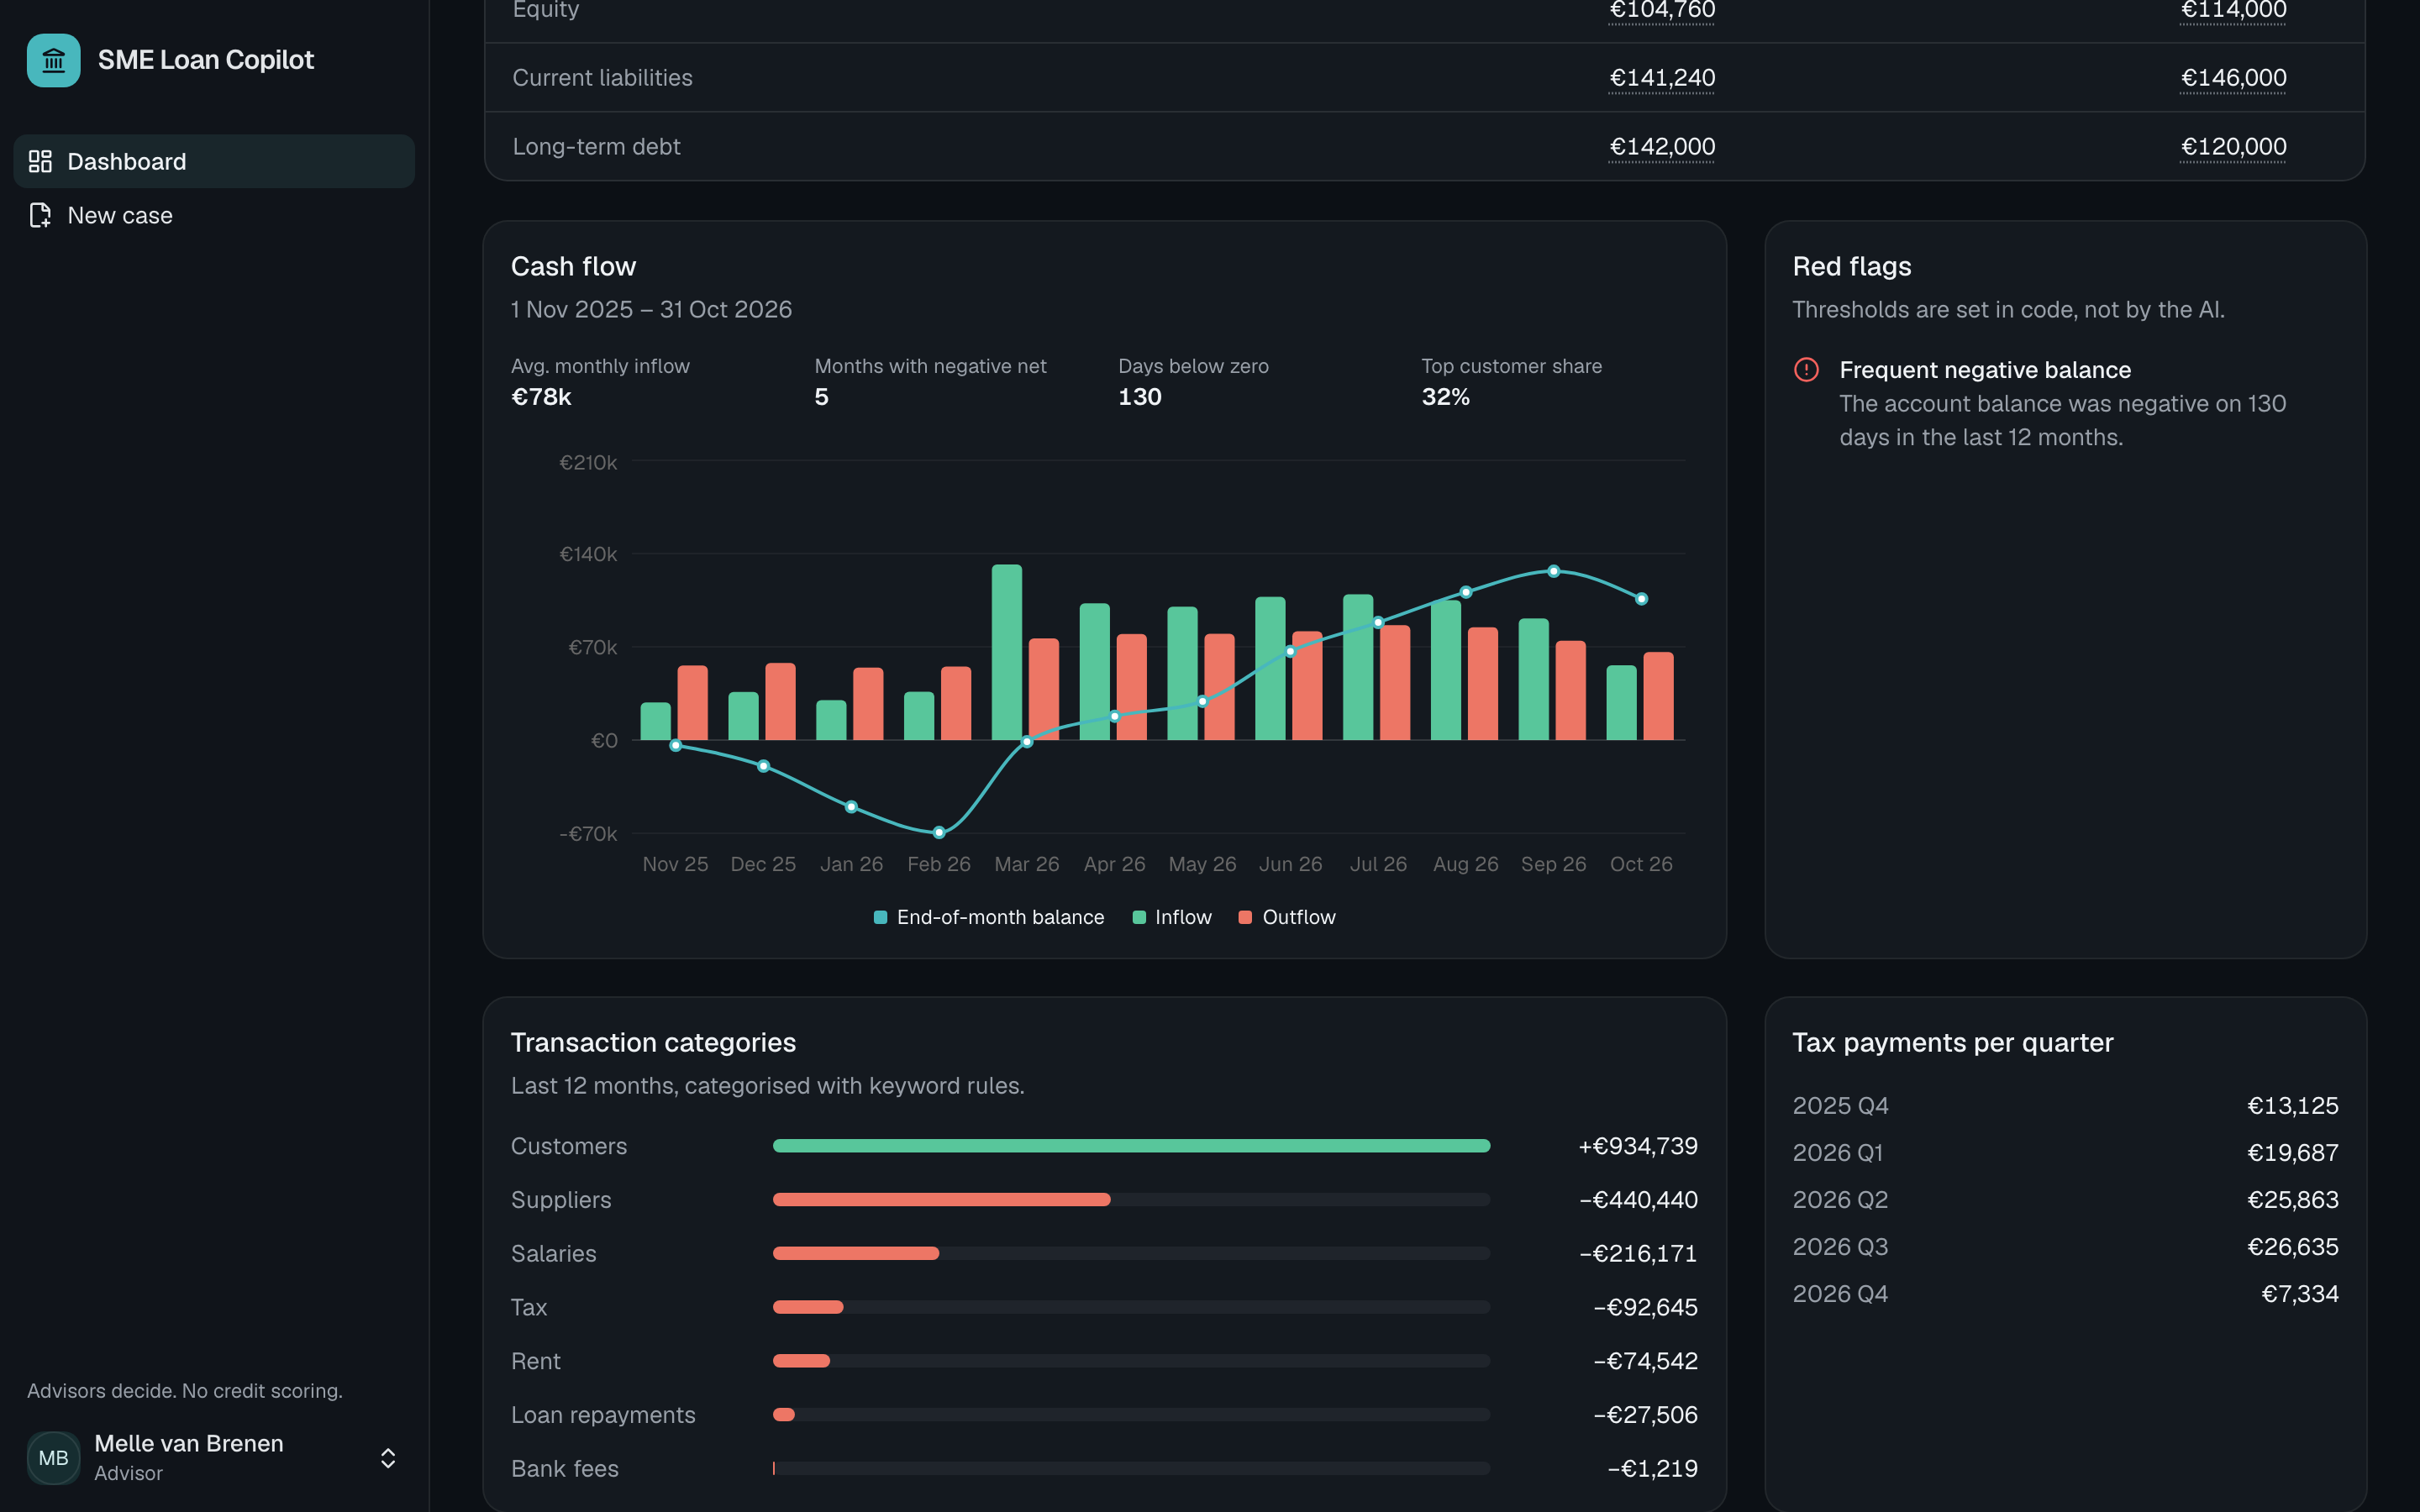 SME Loan Copilot
Dashboard
New case
Advisors decide. No credit scoring.
MB
Melle van Brenen
Advisor
Equity €104,760 €114,000
Current liabilities €141,240 €146,000
Long-term debt €142,000 €120,000
Cash flow
1 Nov 2025 – 31 Oct 2026
Avg. monthly inflow Months with negative net Days below zero Top customer share
€78k 5 130 32%
€210k
€140k
€70k
€0
-€70k
Nov 25 Dec 25 Jan 26 Feb 26 Mar 26 Apr 26 May 26 Jun 26 Jul 26 Aug 26 Sep 26 Oct 26
End-of-month balance Inflow Outflow
Red flags
Thresholds are set in code, not by the AI.
Frequent negative balance
The account balance was negative on 130
days in the last 12 months.
Transaction categories
Last 12 months, categorised with keyword rules.
Customers +€934,739
Suppliers −€440,440
Salaries −€216,171
Tax −€92,645
Rent −€74,542
Loan repayments −€27,506
Bank fees −€1,219
Tax payments per quarter
2025 Q4 €13,125
2026 Q1 €19,687
2026 Q2 €25,863
2026 Q3 €26,635
2026 Q4 €7,334